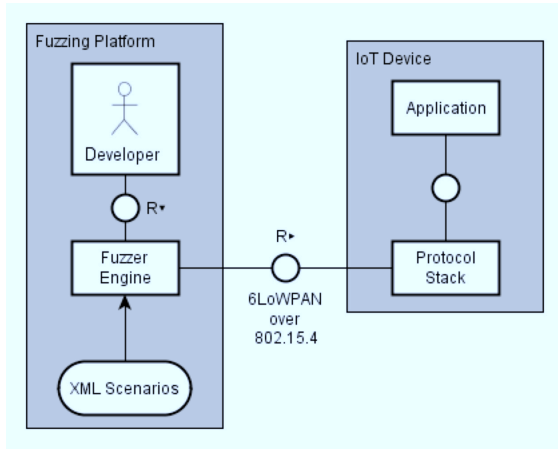 Fuzzing Platform
Developer
R▾
Fuzzer
Engine
XML Scenarios
R▸
6LoWPAN
over
802.15.4
IoT Device
Application
Protocol
Stack